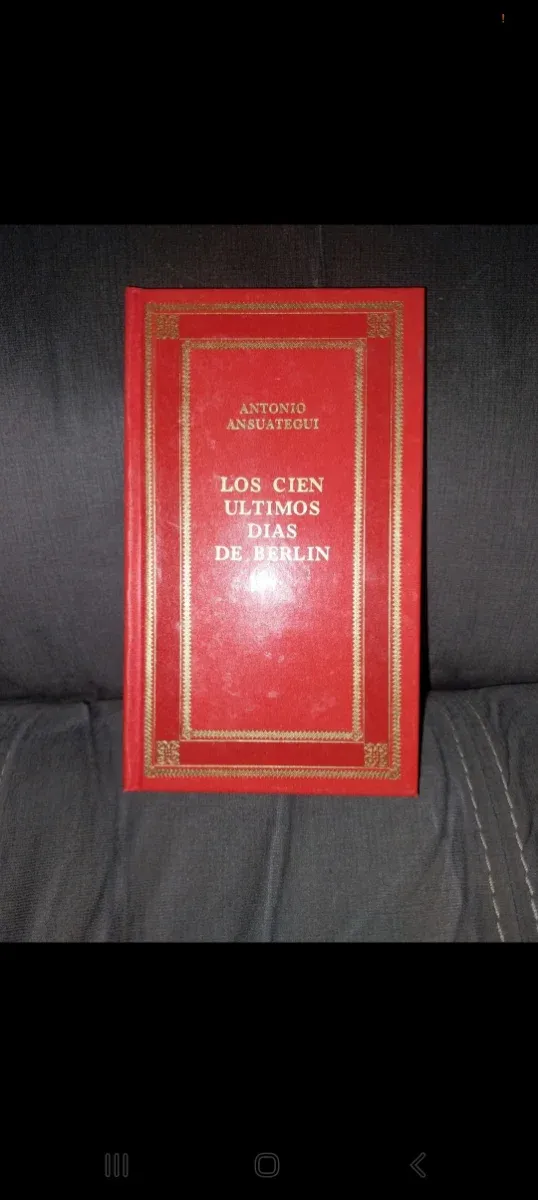 ANTONIO
ANSUATEGUI
LOS CIEN
ULTIMOS
DIAS
DE BERLIN